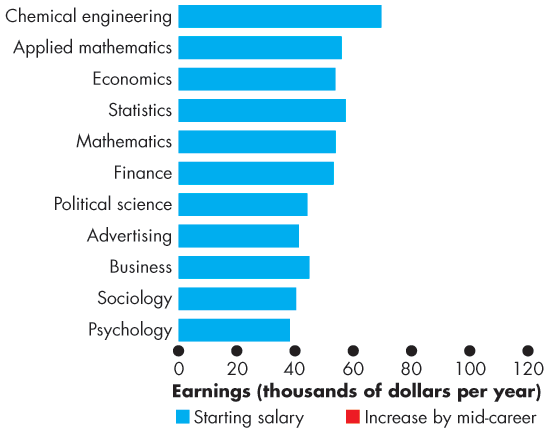 Chemical engineering
Applied mathematics
Economics
Statistics
Mathematics
Finance
Political science
Advertising
Business
Sociology
Psychology
0 20 40 60 80 100 120
Earnings (thousands of dollars per year)
Starting salary Increase by mid-career